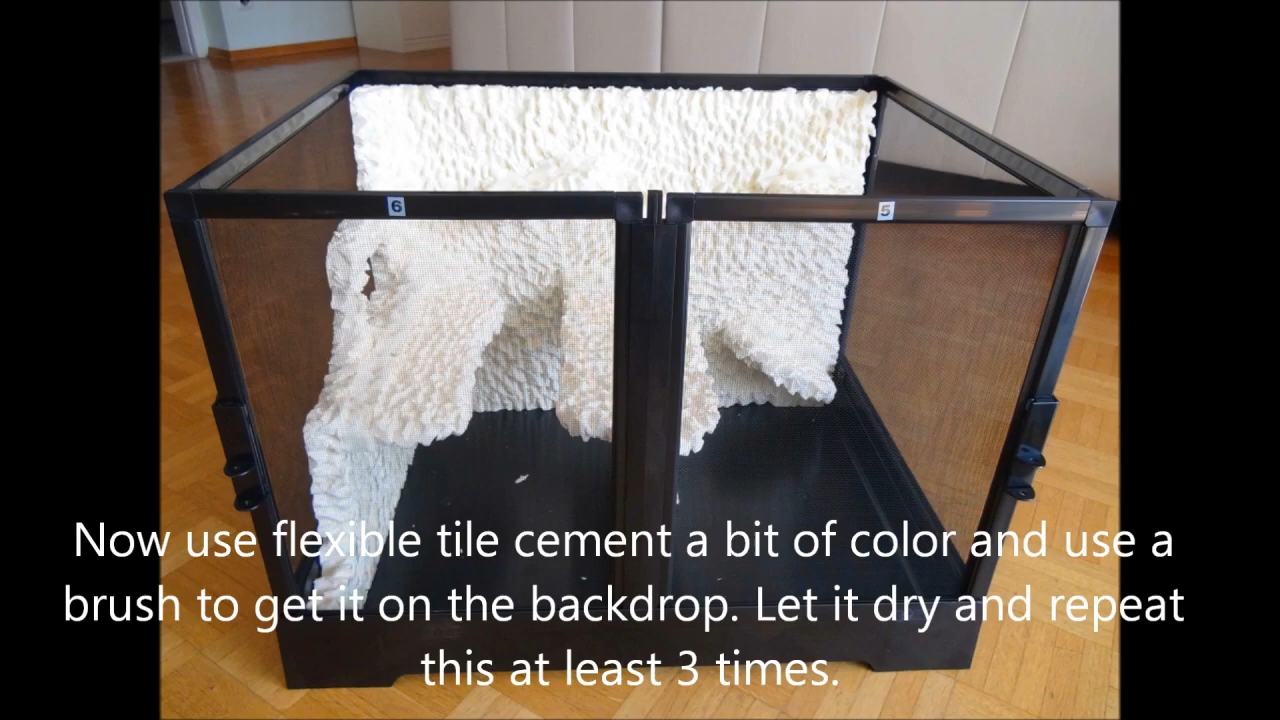 6
5
Now use flexible tile cement a bit of color and use a
brush to get it on the backdrop. Let it dry and repeat
this at least 3 times.